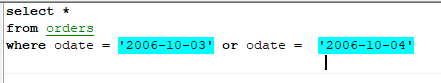 select *
from orders
where odate = '2006-10-03' or odate =  '2006-10-04'